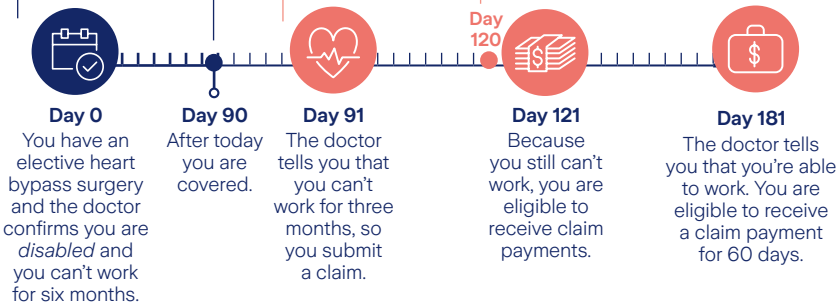 Day
120
$
$
Day 0
You have an
elective heart
bypass surgery
and the doctor
confirms you are
disabled and
you can't work
for six months.
Day 90
After today
you are
covered.
Day 91
The doctor
tells you that
you can't
work for three
months, so
you submit
a claim.
Day 121
Because
you still can't
work, you are
eligible to
receive claim
payments.
Day 181
The doctor tells
you that you're able
to work. You are
eligible to receive
a claim payment
for 60 days.